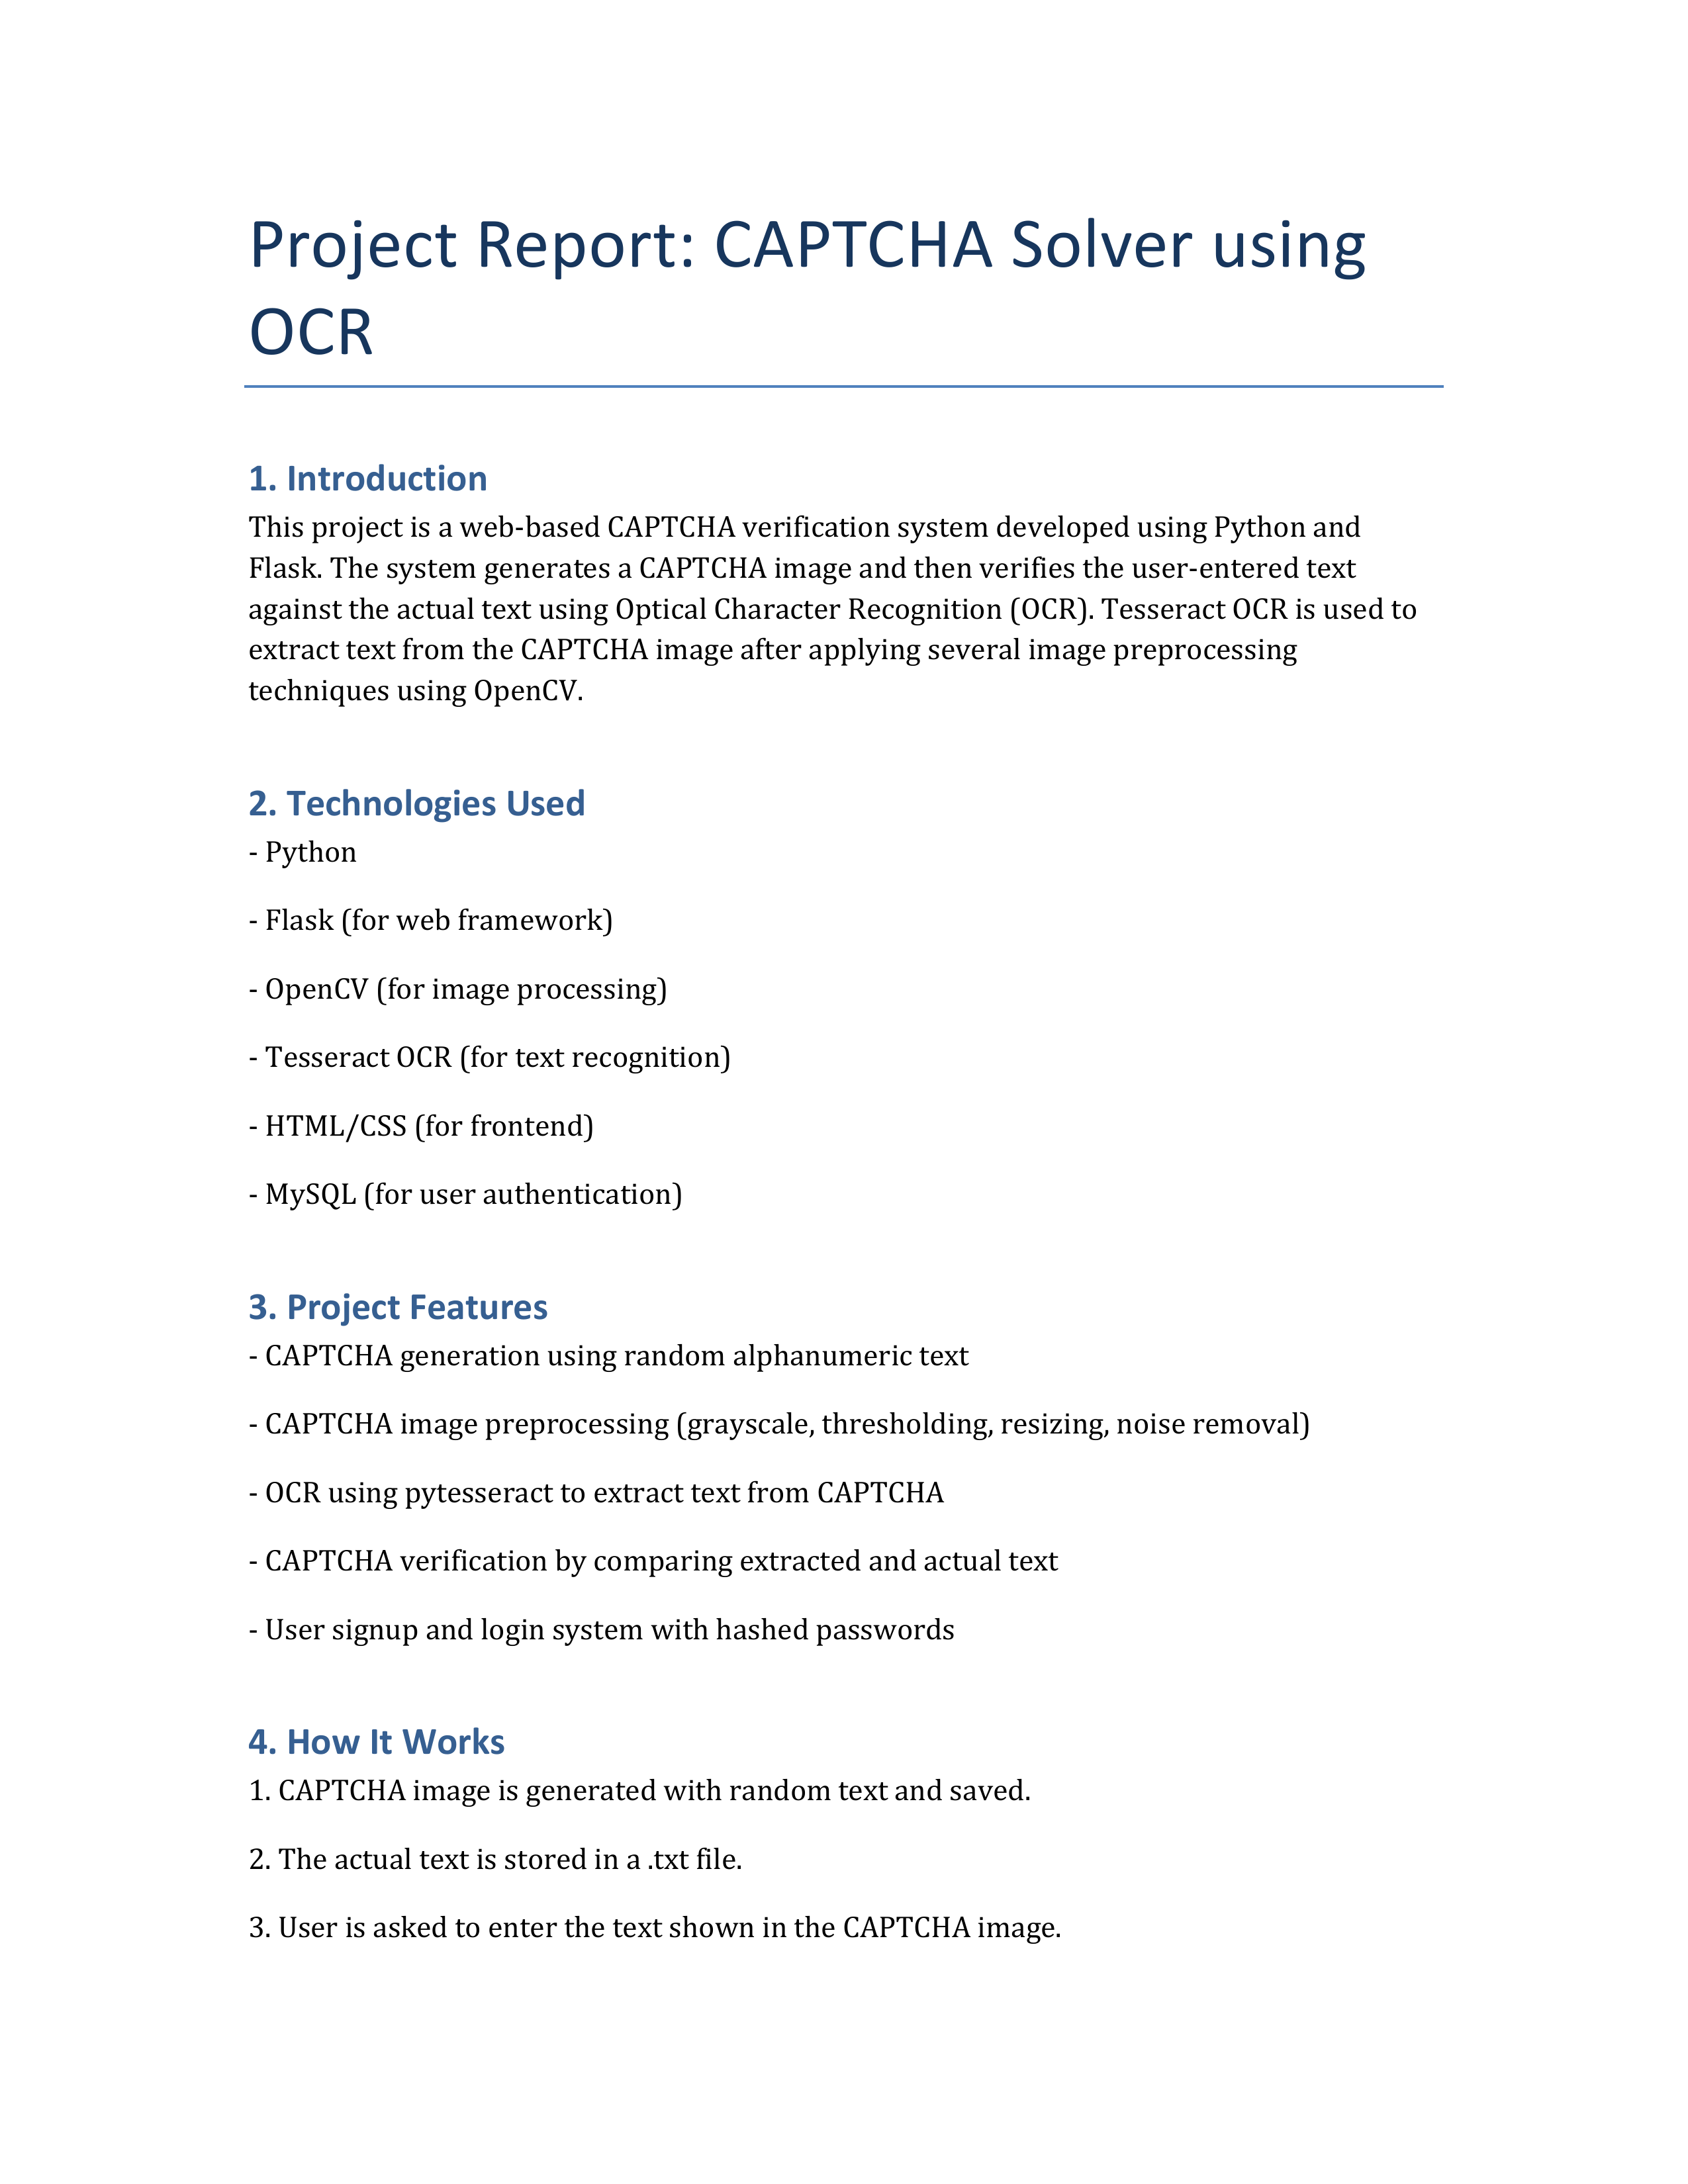 Project Report: CAPTCHA Solver using
OCR
1. Introduction
This project is a web-based CAPTCHA verification system developed using Python and
Flask. The system generates a CAPTCHA image and then verifies the user-entered text
against the actual text using Optical Character Recognition (OCR). Tesseract OCR is used to
extract text from the CAPTCHA image after applying several image preprocessing
techniques using OpenCV.
2. Technologies Used
- Python
- Flask (for web framework)
- OpenCV (for image processing)
- Tesseract OCR (for text recognition)
- HTML/CSS (for frontend)
- MySQL (for user authentication)
3. Project Features
- CAPTCHA generation using random alphanumeric text
- CAPTCHA image preprocessing (grayscale, thresholding, resizing, noise removal)
- OCR using pytesseract to extract text from CAPTCHA
- CAPTCHA verification by comparing extracted and actual text
- User signup and login system with hashed passwords
4. How It Works
1. CAPTCHA image is generated with random text and saved.
2. The actual text is stored in a .txt file.
3. User is asked to enter the text shown in the CAPTCHA image.